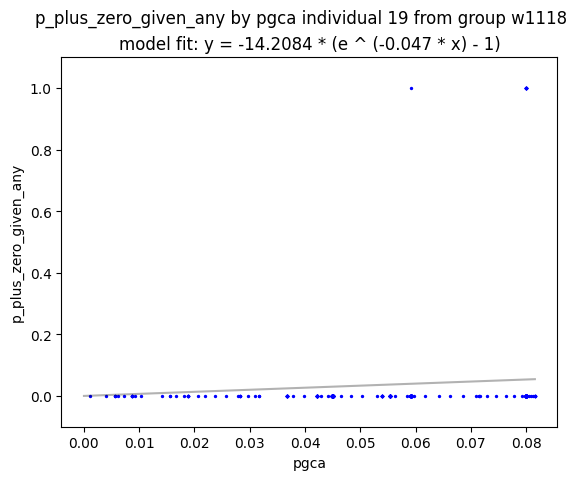 p_plus_zero_given_any by pgca individual 19 from group w1118
model fit: y = -14.2084 * (e ^ (-0.047 * x) - 1)
1.0
0.8
0.6
0.4
0.2
0.0
p_plus_zero_given_any
0.00 0.01 0.02 0.03 0.04 0.05 0.06 0.07 0.08
pgca